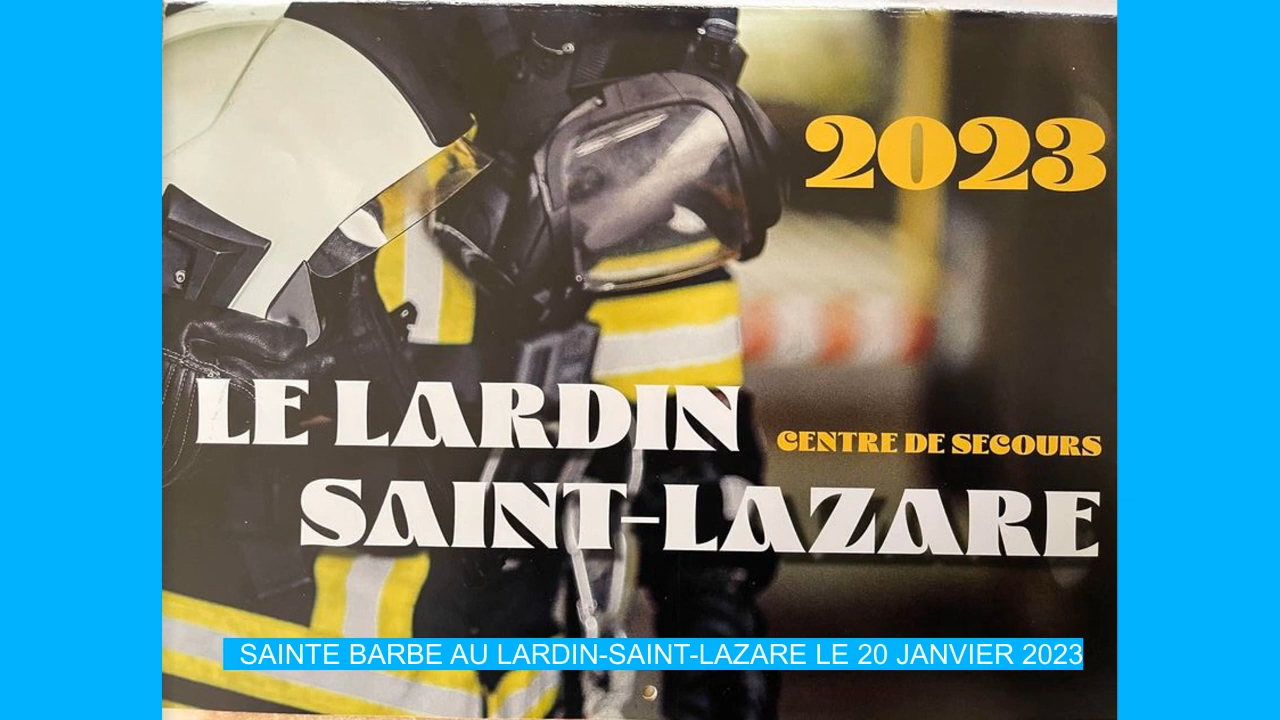 2023
LE LARDIN
CENTRE DE SECOURS
SAINT-LAZARE
SAINTE BARBE AU LARDIN-SAINT-LAZARE LE 20 JANVIER 2023